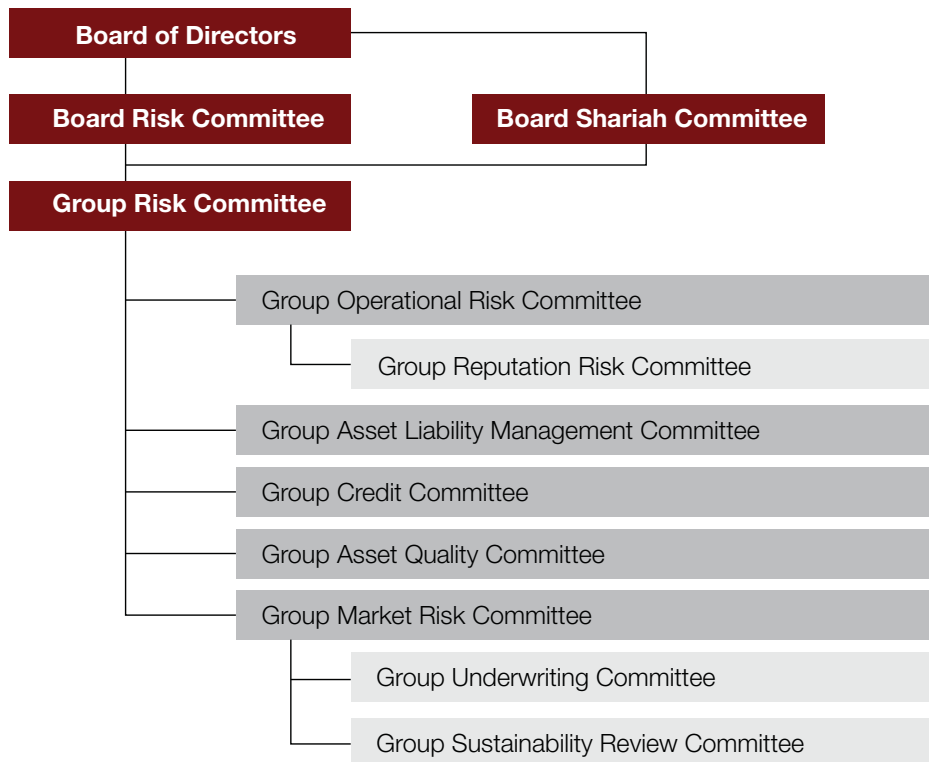 Board of Directors
Board Risk Committee
Board Shariah Committee
Group Risk Committee
Group Operational Risk Committee
Group Reputation Risk Committee
Group Asset Liability Management Committee
Group Credit Committee
Group Asset Quality Committee
Group Market Risk Committee
Group Underwriting Committee
Group Sustainability Review Committee